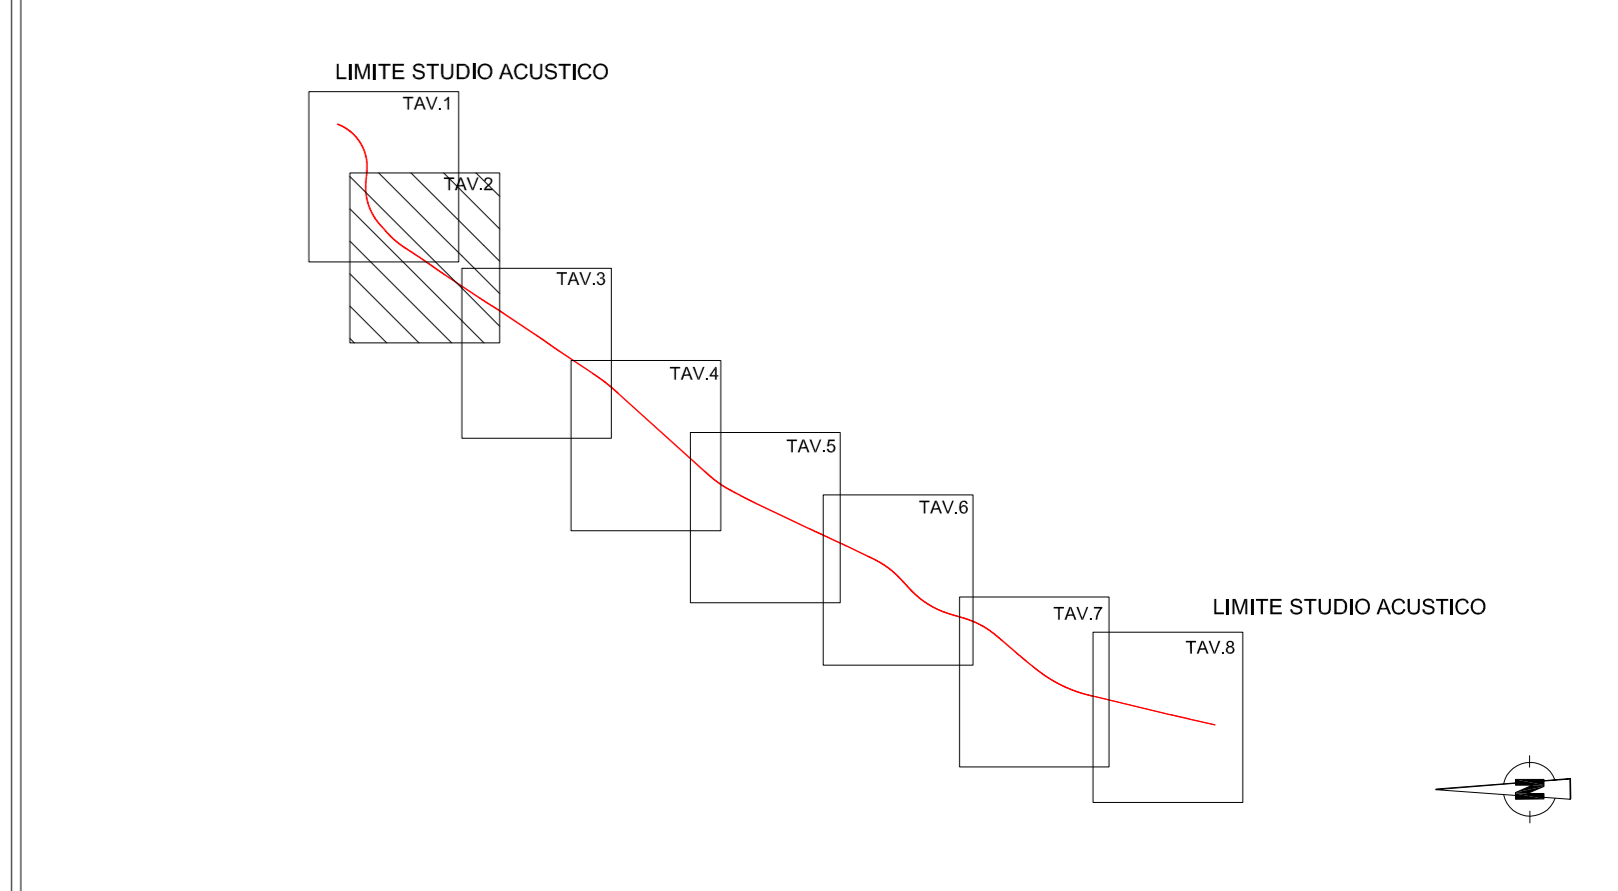 LIMITE STUDIO ACUSTICO
TAV.1
TAV.2
TAV.3
TAV.4
TAV.5
TAV.6
LIMITE STUDIO ACUSTICO
TAV.7
TAV.8
N